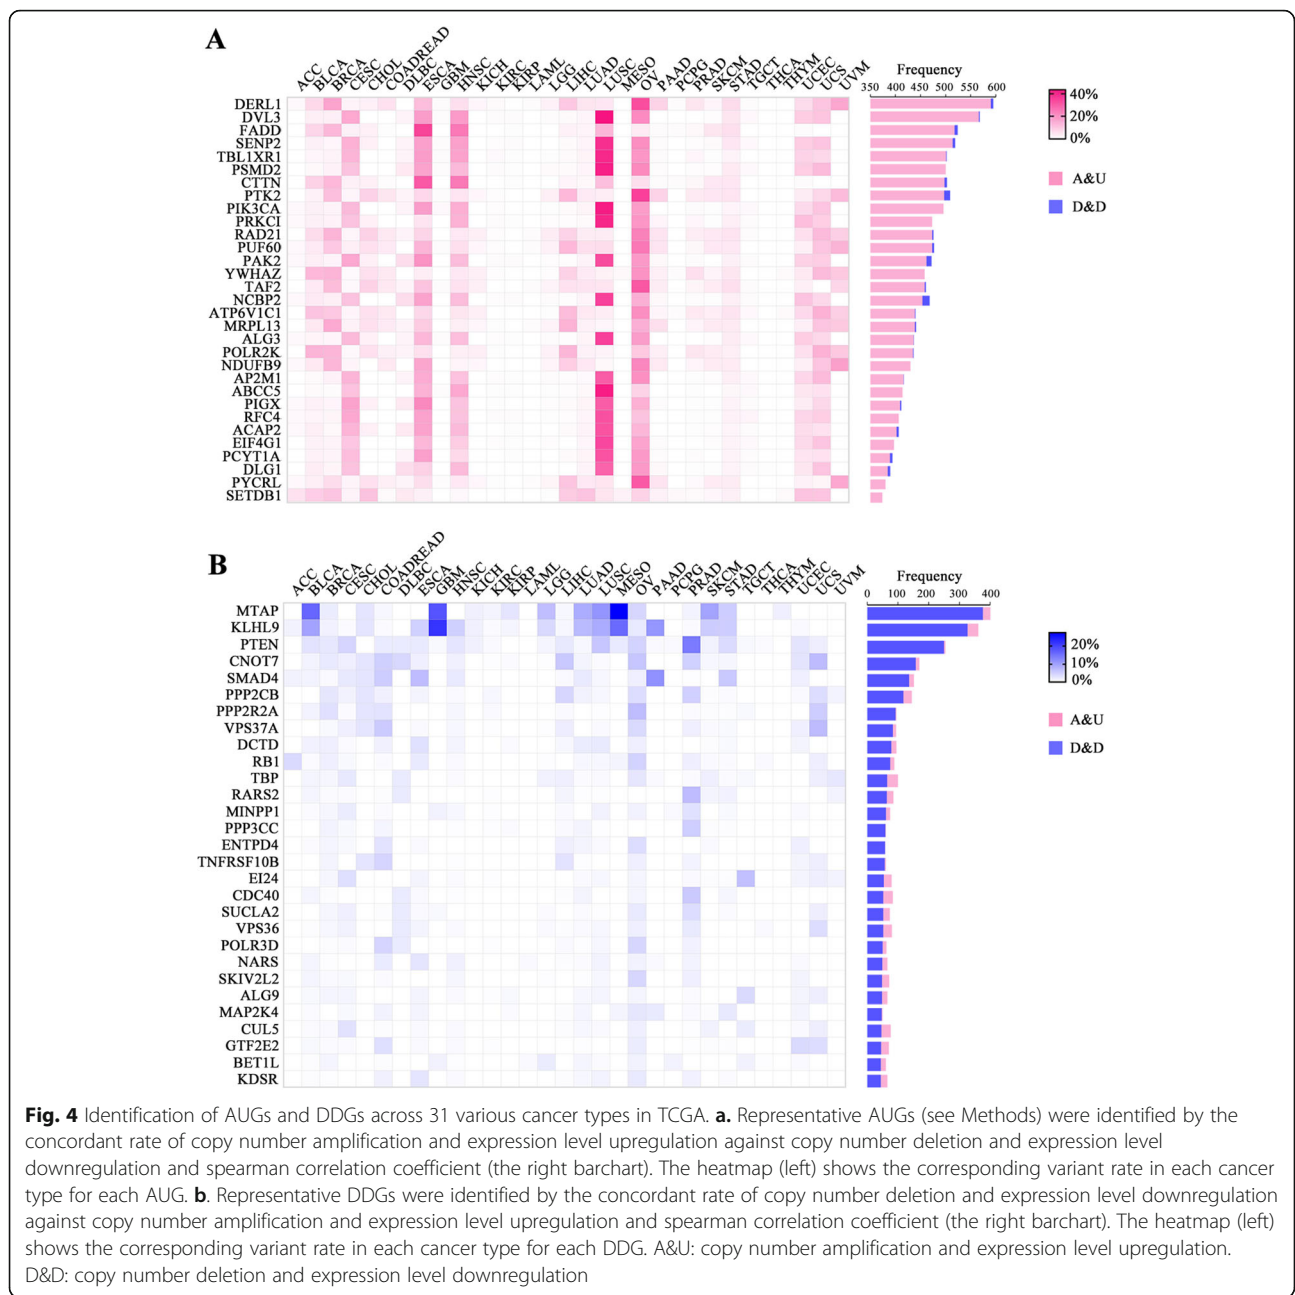 A
ACC BLCA BRCA CESC CHOL COADREAD DLBC ESCA GBM HNSC KICH KIRC KIRP LAML LGG LIHC LUAD LUSC MESO OV PAAD PCPG PRAD SKCM STAD TGCT THCA THYM UCEC UCS UVM
Frequency
350 400 450 500 550 600
DERL1
DVL3
FADD
SENP2
TBL1XR1
PSMD2
CTTN
PTK2
PIK3CA
PRKCI
RAD21
PUF60
PAK2
YWHAZ
TAF2
NCBP2
ATP6V1C1
MRPL13
ALG3
POLR2K
NDUFB9
AP2M1
ABCC5
PIGX
RFC4
ACAP2
EIF4G1
PCYT1A
DLG1
PYCRL
SETDB1
40%
20%
0%
A&U
D&D
B
ACC BLCA BRCA CESC CHOL COADREAD DLBC ESCA GBM HNSC KICH KIRC KIRP LAML LGG LIHC LUAD LUSC MESO OV PAAD PCPG PRAD SKCM STAD TGCT THCA THYM UCEC UCS UVM
Frequency
0 100 200 300 400
MTAP
KLHL9
PTEN
CNOT7
SMAD4
PPP2CB
PPP2R2A
VPS37A
DCTD
RB1
TBP
RARS2
MINPP1
PPP3CC
ENTPD4
TNFRSF10B
EI24
CDC40
SUCLA2
VPS36
POLR3D
NARS
SKIV2L2
ALG9
MAP2K4
CUL5
GTF2E2
BET1L
KDSR
20%
10%
0%
A&U
D&D
Fig. 4 Identification of AUGs and DDGs across 31 various cancer types in TCGA. a. Representative AUGs (see Methods) were identified by the
concordant rate of copy number amplification and expression level upregulation against copy number deletion and expression level
downregulation and spearman correlation coefficient (the right barchart). The heatmap (left) shows the corresponding variant rate in each cancer
type for each AUG. b. Representative DDGs were identified by the concordant rate of copy number deletion and expression level downregulation
against copy number amplification and expression level upregulation and spearman correlation coefficient (the right barchart). The heatmap (left)
shows the corresponding variant rate in each cancer type for each DDG. A&U: copy number amplification and expression level upregulation.
D&D: copy number deletion and expression level downregulation